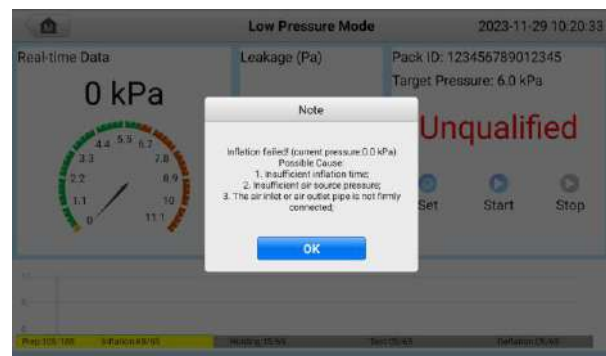 Low Pressure Mode
2023-11-29 10:20:33
Real-time Data
Leakage (Pa)
Pack ID: 123456789012345
Target Pressure: 6.0 kPa
0 kPa
Unqualified
Note
Inflation failed! (current pressure:0.0 kPa)
Possible Cause:
1. Insufficient inflation time;
2. Insufficient air source pressure;
3. The air inlet or air outlet pipe is not firmly
connected;
OK
0
1.1
2.2
3.3
4.4
5.5
6.7
7.8
8.9
10
11.1
Set
Start
Stop